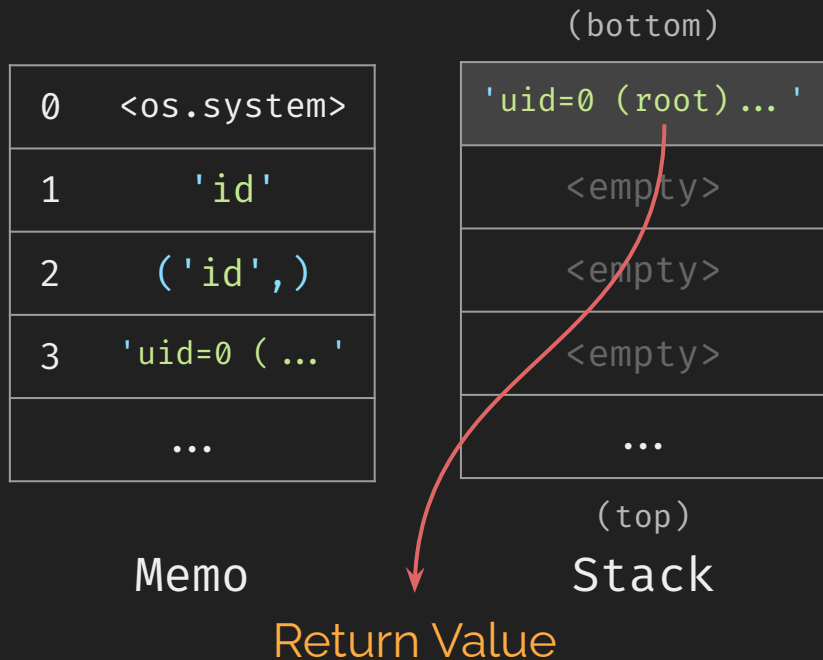 (bottom)
0 <os.system>
1 'id'
2 ('id',)
3 'uid=0 ( … '
…
Memo
'uid=0 (root) … '
<empty>
<empty>
<empty>
…
(top)
Stack
Return Value